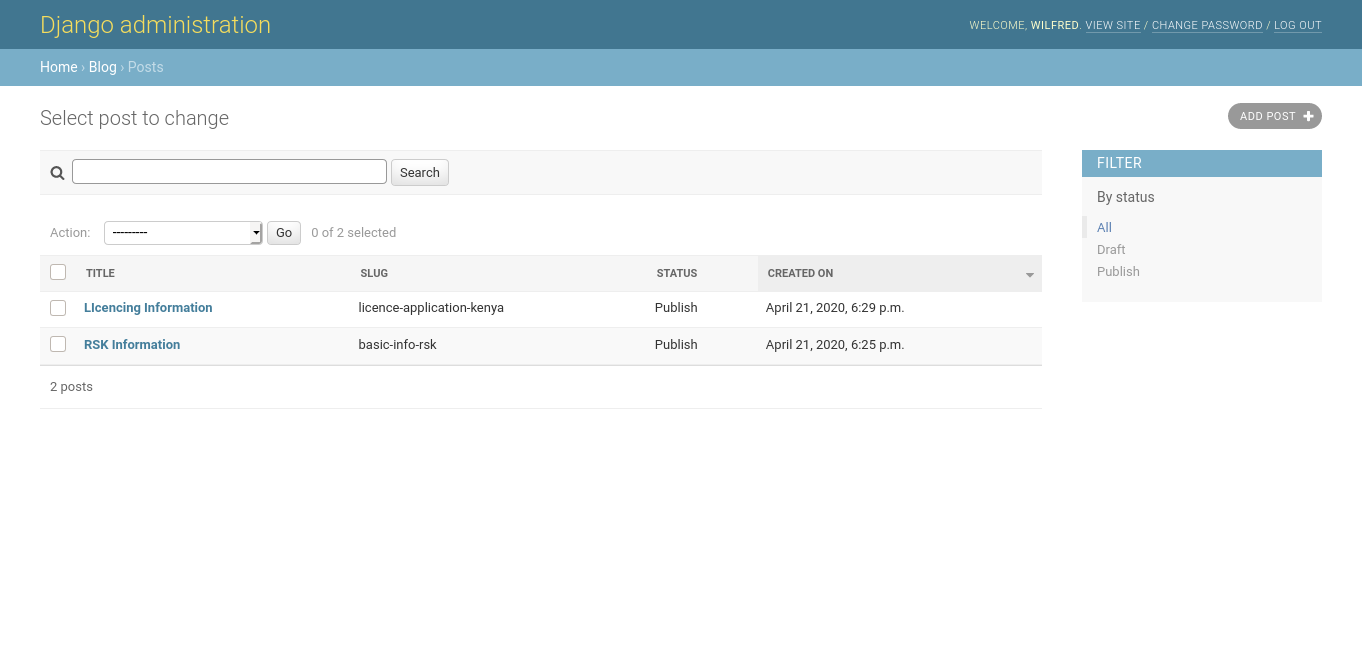 Django administration
WELCOME, WILFRED. VIEW SITE / CHANGE PASSWORD / LOG OUT
Home › Blog › Posts
Select post to change
ADD POST
Search
FILTER
By status
All
Draft
Publish
Action: --------- Go 0 of 2 selected
TITLE SLUG STATUS CREATED ON
LIcencing Information licence-application-kenya Publish April 21, 2020, 6:29 p.m.
RSK Information basic-info-rsk Publish April 21, 2020, 6:25 p.m.
2 posts